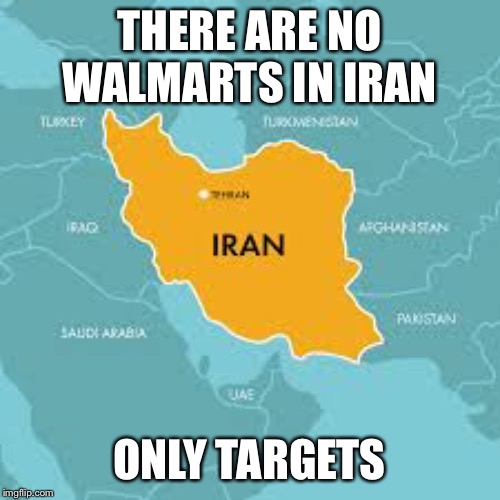 THERE ARE NO
WALMARTS IN IRAN
TURKEY
TURKMENISTAN
TEHRAN
IRAQ
AFGHANISTAN
IRAN
PAKISTAN
SAUDI ARABIA
UAE
ONLY TARGETS
imgflip.com